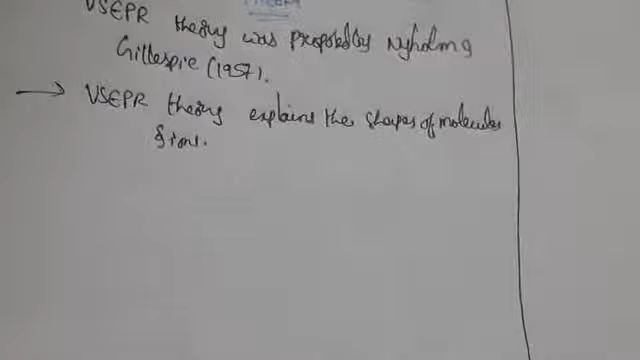 VSEPR theory was proposed by Nyholm &
Gillespie (1957).
→ VSEPR theory explains the shapes of molecules
& ions.